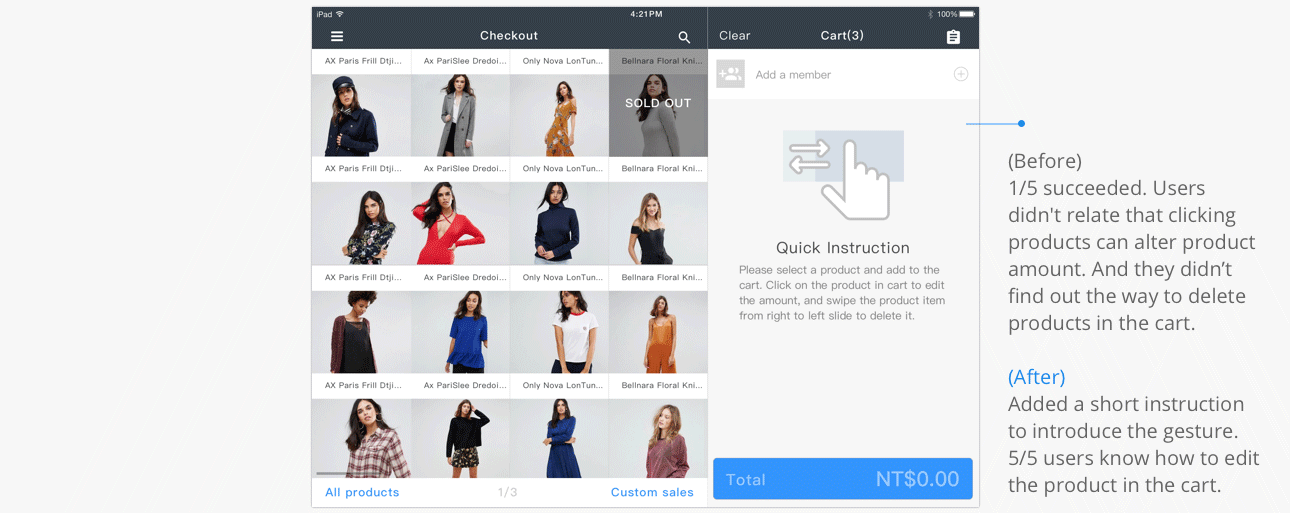 iPad
4:21PM
100%
Checkout
Clear
Cart(3)
AX Paris Frill Dtji...
Ax PariSlee Dredoi...
Only Nova LonTun...
Bellnara Floral Kni...
SOLD OUT
Add a member
AX Paris Frill Dtji...
Ax PariSlee Dredoi...
Only Nova LonTun...
Bellnara Floral Kni...
Quick Instruction
Please select a product and add to the
cart. Click on the product in cart to edit
the amount, and swipe the product item
from right to left slide to delete it.
AX Paris Frill Dtji...
Ax PariSlee Dredoi...
Only Nova LonTun...
Bellnara Floral Kni...
AX Paris Frill Dtji...
Ax PariSlee Dredoi...
Only Nova LonTun...
Bellnara Floral Kni...
All products
1/3
Custom sales
Total
NT$0.00
(Before)
1/5 succeeded. Users
didn't relate that clicking
products can alter product
amount. And they didn’t
find out the way to delete
products in the cart.
(After)
Added a short instruction
to introduce the gesture.
5/5 users know how to edit
the product in the cart.